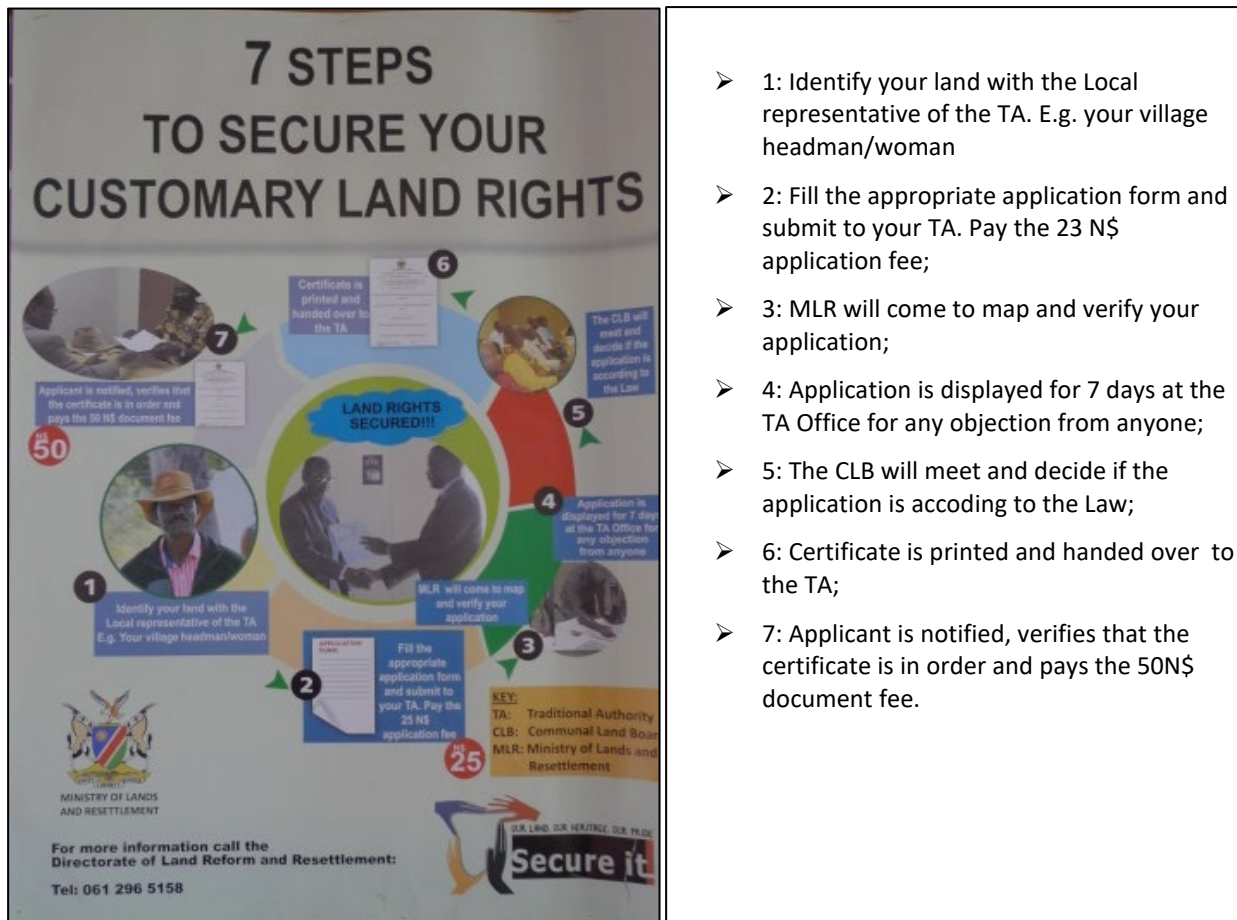 7 STEPS
TO SECURE YOUR
CUSTOMARY LAND RIGHTS
6
Certificate is
printed and
handed over to
the TA
The CLB will
meet and
decide if the
application is
according to
the Law
7
Applicant is notified, verifies that
the certificate is in order and
pays the 50 N$ document fee
N$
50
LAND RIGHTS
SECURED!!!
5
4
Application is
displayed for 7 days
at the TA Office for
any objection
from anyone
1
Identify your land with the
Local representative of the TA
E.g. Your village headman/woman
MLR will come to map
and verify your
application
3
2
APPLICATION
FORM
Fill the
appropriate
application form
and submit to
your TA. Pay the
25 N$
application fee
N$
25
KEY:
TA: Traditional Authority
CLB: Communal Land Boar
MLR: Ministry of Lands and
Resettlement
MINISTRY OF LANDS
AND RESETTLEMENT
OUR LAND. OUR HERITAGE. OUR PRIDE
Secure it
For more information call the
Directorate of Land Reform and Resettlement:
Tel: 061 296 5158
➢ 1: Identify your land with the Local
representative of the TA. E.g. your village
headman/woman
➢ 2: Fill the appropriate application form and
submit to your TA. Pay the 23 N$
application fee;
➢ 3: MLR will come to map and verify your
application;
➢ 4: Application is displayed for 7 days at the
TA Office for any objection from anyone;
➢ 5: The CLB will meet and decide if the
application is accoding to the Law;
➢ 6: Certificate is printed and handed over to
the TA;
➢ 7: Applicant is notified, verifies that the
certificate is in order and pays the 50N$
document fee.